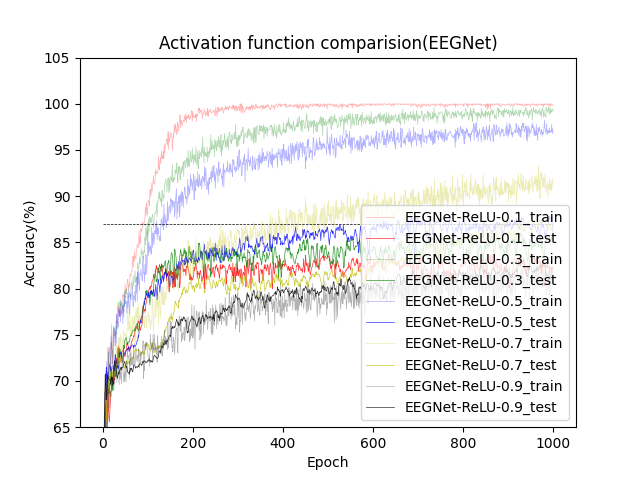 Activation function comparision(EEGNet)
Accuracy(%)
105
100
95
90
85
80
75
70
65
0
200
400
600
800
1000
Epoch
EEGNet-ReLU-0.1_train
EEGNet-ReLU-0.1_test
EEGNet-ReLU-0.3_train
EEGNet-ReLU-0.3_test
EEGNet-ReLU-0.5_train
EEGNet-ReLU-0.5_test
EEGNet-ReLU-0.7_train
EEGNet-ReLU-0.7_test
EEGNet-ReLU-0.9_train
EEGNet-ReLU-0.9_test